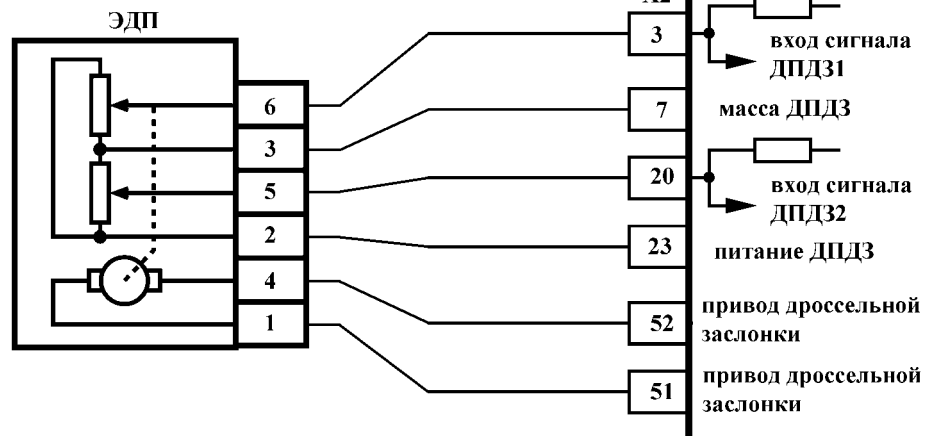 ЭДП
А2
6
3
5
2
4
1
3
7
20
23
52
51
вход сигнала
ДПДЗ1
масса ДПДЗ
вход сигнала
ДПДЗ2
питание ДПДЗ
привод дроссельной
заслонки
привод дроссельной
заслонки